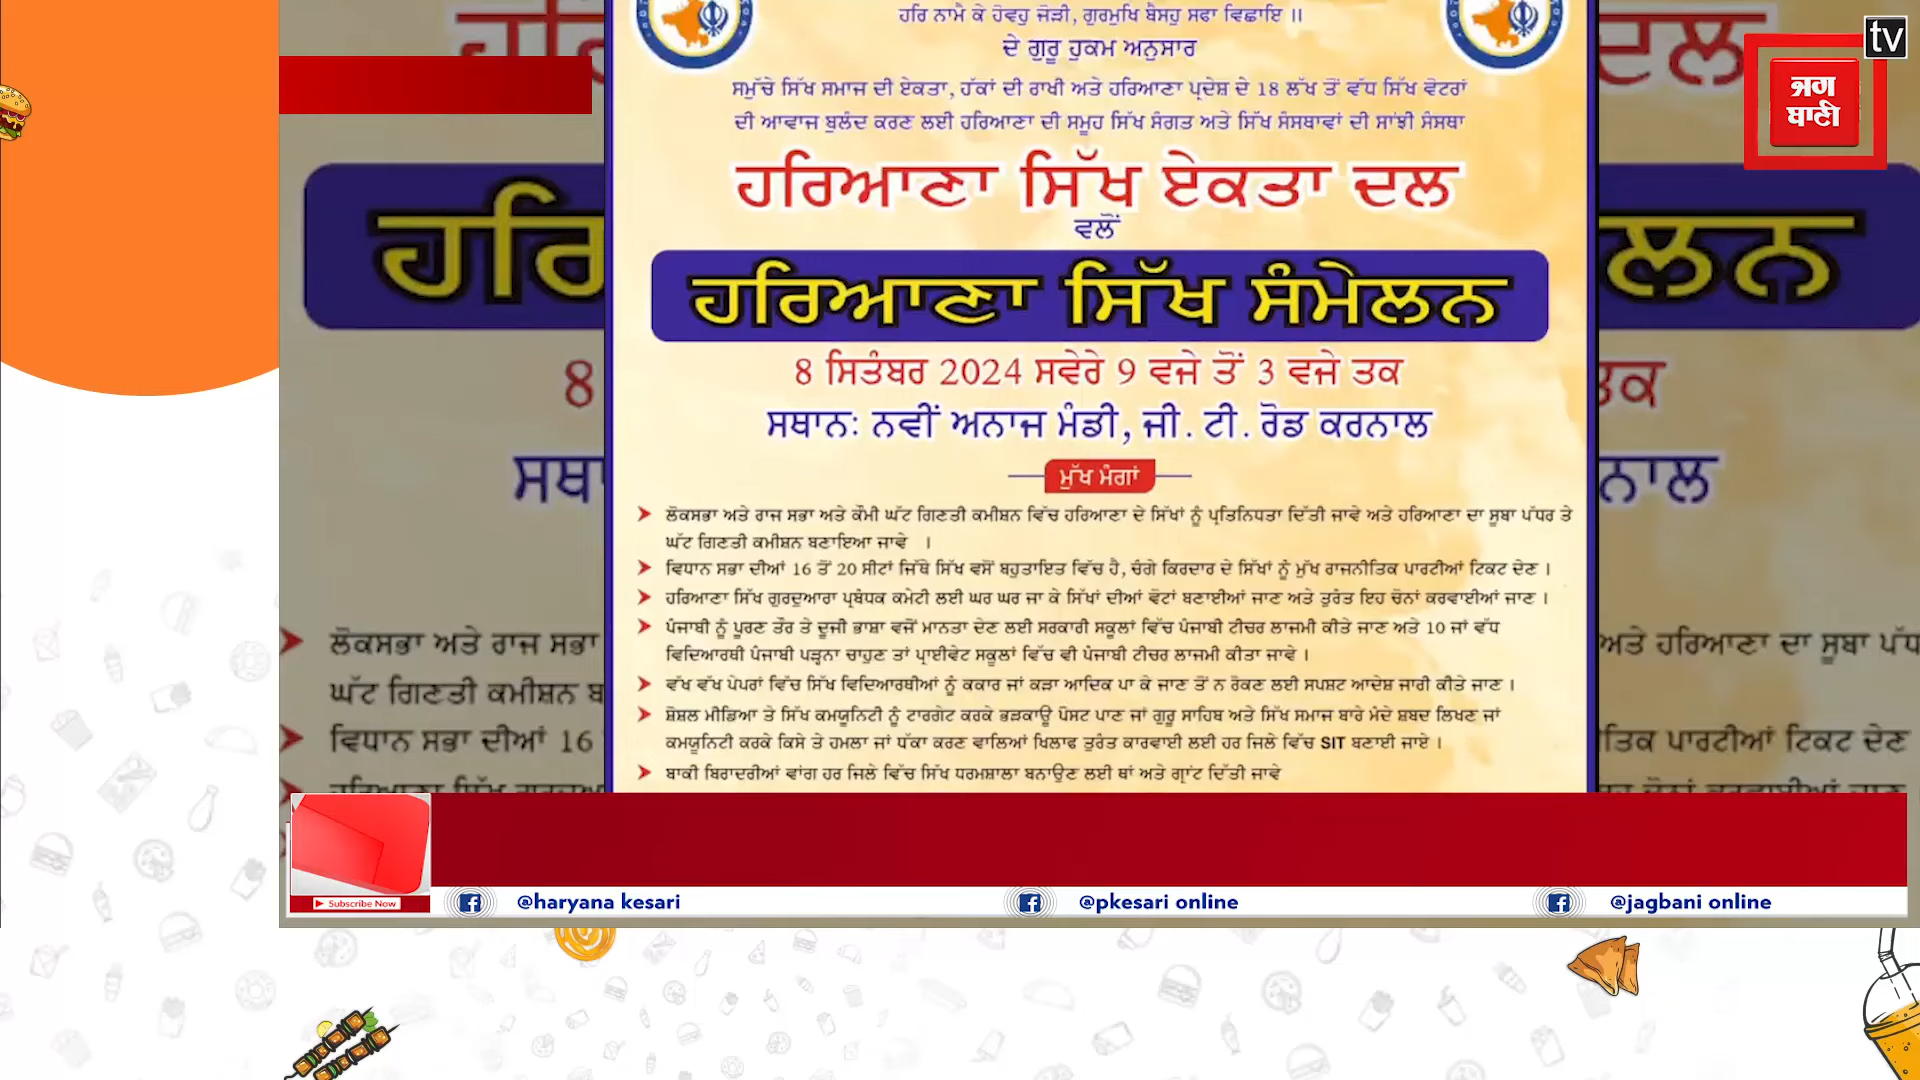 ਹਰਿ ਨਾਮੈ ਕੇ ਹੋਵਹੁ ਜੋੜੀ, ਗੁਰਮੁਖਿ ਬੈਸਹੁ ਸਫਾ ਵਿਛਾਇ ॥
ਦੇ ਗੁਰੂ ਹੁਕਮ ਅਨੁਸਾਰ
ਸਮੁੱਚੇ ਸਿੱਖ ਸਮਾਜ ਦੀ ਏਕਤਾ, ਹੱਕਾਂ ਦੀ ਰਾਖੀ ਅਤੇ ਹਰਿਆਣਾ ਪ੍ਰਦੇਸ਼ ਦੇ 18 ਲੱਖ ਤੋਂ ਵੱਧ ਸਿੱਖ ਵੋਟਰਾਂ
ਦੀ ਆਵਾਜ ਬੁਲੰਦ ਕਰਣ ਲਈ ਹਰਿਆਣਾ ਦੀ ਸਮੂਹ ਸਿੱਖ ਸੰਗਤ ਅਤੇ ਸਿੱਖ ਸੰਸਥਾਵਾਂ ਦੀ ਸਾਂਝੀ ਸੰਸਥਾ
ਹਰਿਆਣਾ ਸਿੱਖ ਏਕਤਾ ਦਲ
ਵਲੋਂ
ਹਰਿਆਣਾ ਸਿੱਖ ਸੰਮੇਲਨ
8 ਸਿਤੰਬਰ 2024 ਸਵੇਰੇ 9 ਵਜੇ ਤੋਂ 3 ਵਜੇ ਤਕ
ਸਥਾਨ: ਨਵੀਂ ਅਨਾਜ ਮੰਡੀ, ਜੀ. ਟੀ. ਰੋਡ ਕਰਨਾਲ
ਮੁੱਖ ਮੰਗਾਂ
ਲੋਕਸਭਾ ਅਤੇ ਰਾਜ ਸਭਾ ਅਤੇ ਕੌਮੀ ਘੱਟ ਗਿਣਤੀ ਕਮੀਸ਼ਨ ਵਿੱਚ ਹਰਿਆਣਾ ਦੇ ਸਿੱਖਾਂ ਨੂੰ ਪ੍ਰਤਿਨਿਧਤਾ ਦਿੱਤੀ ਜਾਵੇ ਅਤੇ ਹਰਿਆਣਾ ਦਾ ਸੂਬਾ ਪੱਧਰ ਤੇ
ਘੱਟ ਗਿਣਤੀ ਕਮੀਸ਼ਨ ਬਣਾਇਆ ਜਾਵੇ ।
ਵਿਧਾਨ ਸਭਾ ਦੀਆਂ 16 ਤੋਂ 20 ਸੀਟਾਂ ਜਿੱਥੇ ਸਿੱਖ ਵਸੋਂ ਬਹੁਤਾਇਤ ਵਿੱਚ ਹੈ, ਚੰਗੇ ਕਿਰਦਾਰ ਦੇ ਸਿੱਖਾਂ ਨੂੰ ਮੁੱਖ ਰਾਜਨੀਤਿਕ ਪਾਰਟੀਆਂ ਟਿਕਟ ਦੇਣ ।
ਹਰਿਆਣਾ ਸਿੱਖ ਗੁਰਦੁਆਰਾ ਪ੍ਰਬੰਧਕ ਕਮੇਟੀ ਲਈ ਘਰ ਘਰ ਜਾ ਕੇ ਸਿੱਖਾਂ ਦੀਆਂ ਵੋਟਾਂ ਬਣਾਈਆਂ ਜਾਣ ਅਤੇ ਤੁਰੰਤ ਇਹ ਚੋਨਾਂ ਕਰਵਾਈਆਂ ਜਾਣ ।
ਪੰਜਾਬੀ ਨੂੰ ਪੂਰਣ ਤੌਰ ਤੇ ਦੂਜੀ ਭਾਸ਼ਾ ਵਜੋਂ ਮਾਨਤਾ ਦੇਣ ਲਈ ਸਰਕਾਰੀ ਸਕੂਲਾਂ ਵਿੱਚ ਪੰਜਾਬੀ ਟੀਚਰ ਲਾਜਮੀ ਕੀਤੇ ਜਾਣ ਅਤੇ 10 ਜਾਂ ਵੱਧ
ਵਿਦਿਆਰਥੀ ਪੰਜਾਬੀ ਪੜ੍ਹਨਾ ਚਾਹੁਣ ਤਾਂ ਪ੍ਰਾਈਵੇਟ ਸਕੂਲਾਂ ਵਿੱਚ ਵੀ ਪੰਜਾਬੀ ਟੀਚਰ ਲਾਜਮੀ ਕੀਤਾ ਜਾਵੇ ।
ਵੱਖ ਵੱਖ ਪੇਪਰਾਂ ਵਿੱਚ ਸਿੱਖ ਵਿਦਿਆਰਥੀਆਂ ਨੂੰ ਕਕਾਰ ਜਾਂ ਕੜਾ ਆਦਿਕ ਪਾ ਕੇ ਜਾਣ ਤੋਂ ਨ ਰੋਕਣ ਲਈ ਸਪਸ਼ਟ ਆਦੇਸ਼ ਜਾਰੀ ਕੀਤੇ ਜਾਣ ।
ਸ਼ੋਸ਼ਲ ਮੀਡਿਆ ਤੇ ਸਿੱਖ ਕਮਯੂਨਿਟੀ ਨੂੰ ਟਾਰਗੇਟ ਕਰਕੇ ਭੜਕਾਊ ਪੋਸਟ ਪਾਣ ਜਾਂ ਗੁਰੂ ਸਾਹਿਬ ਅਤੇ ਸਿੱਖ ਸਮਾਜ ਬਾਰੇ ਮੰਦੇ ਸ਼ਬਦ ਲਿਖਣ ਜਾਂ
ਕਮਯੂਨਿਟੀ ਕਰਕੇ ਕਿਸੇ ਤੇ ਹਮਲਾ ਜਾਂ ਧੱਕਾ ਕਰਣ ਵਾਲਿਆਂ ਖਿਲਾਫ ਤੁਰੰਤ ਕਾਰਵਾਈ ਲਈ ਹਰ ਜਿਲੇ ਵਿੱਚ SIT ਬਣਾਈ ਜਾਏ ।
ਬਾਕੀ ਬਿਰਾਦਰੀਆਂ ਵਾਂਗ ਹਰ ਜਿਲੇ ਵਿੱਚ ਸਿੱਖ ਧਰਮਸ਼ਾਲਾ ਬਨਾਉਣ ਲਈ ਥਾਂ ਅਤੇ ਗ੍ਰਾਂਟ ਦਿੱਤੀ ਜਾਵੇ
tv
ਜਗ
ਬਾਣੀ
Subscribe Now
@haryana kesari
@pkesari online
@jagbani online